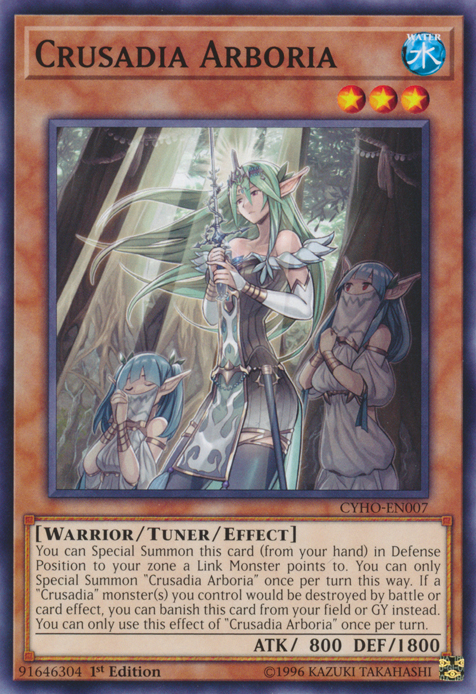 CRUSADIA ARBORIA
WATER
水
CYHO-EN007
[WARRIOR/TUNER/EFFECT]
You can Special Summon this card (from your hand) in Defense
Position to your zone a Link Monster points to. You can only
Special Summon "Crusadia Arboria" once per turn this way. If a
"Crusadia" monster(s) you control would be destroyed by battle or
card effect, you can banish this card from your field or GY instead.
You can only use this effect of "Crusadia Arboria" once per turn.
ATK/ 800 DEF/1800
91646304 1st Edition ©1996 KAZUKI TAKAHASHI